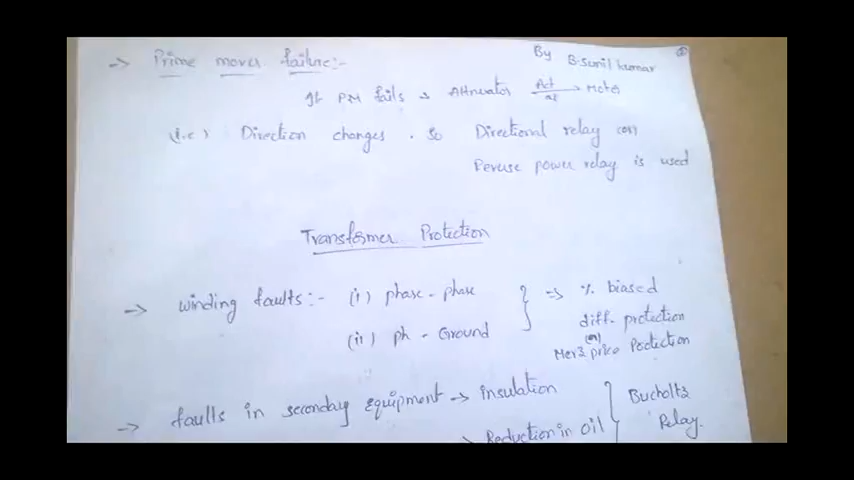 By B.Sunil kumar
→ Prime mover failure:-
If PM fails → Alternator Act as → Motor
(i.e) Direction changes. So Directional relay (or)
Reverse power relay is used
Transformer Protection
→ winding faults:- (i) phase-phase
(ii) ph - Ground
⇒ % biased
diff. protection
(or)
Merz price Protection
→ faults in seconday equipment → insulation
→ Reduction in oil
Bucholtz
Relay.